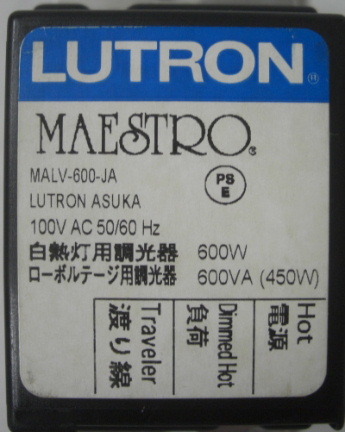 LUTRON®
MAESTRO®
MALV-600-JA
PS
E
LUTRON ASUKA
100V AC 50/60 Hz
白熱灯用調光器 600W
ローボルテージ用調光器 600VA (450W)
Traveler
渡り線
Dimmed Hot
負荷
Hot
電源